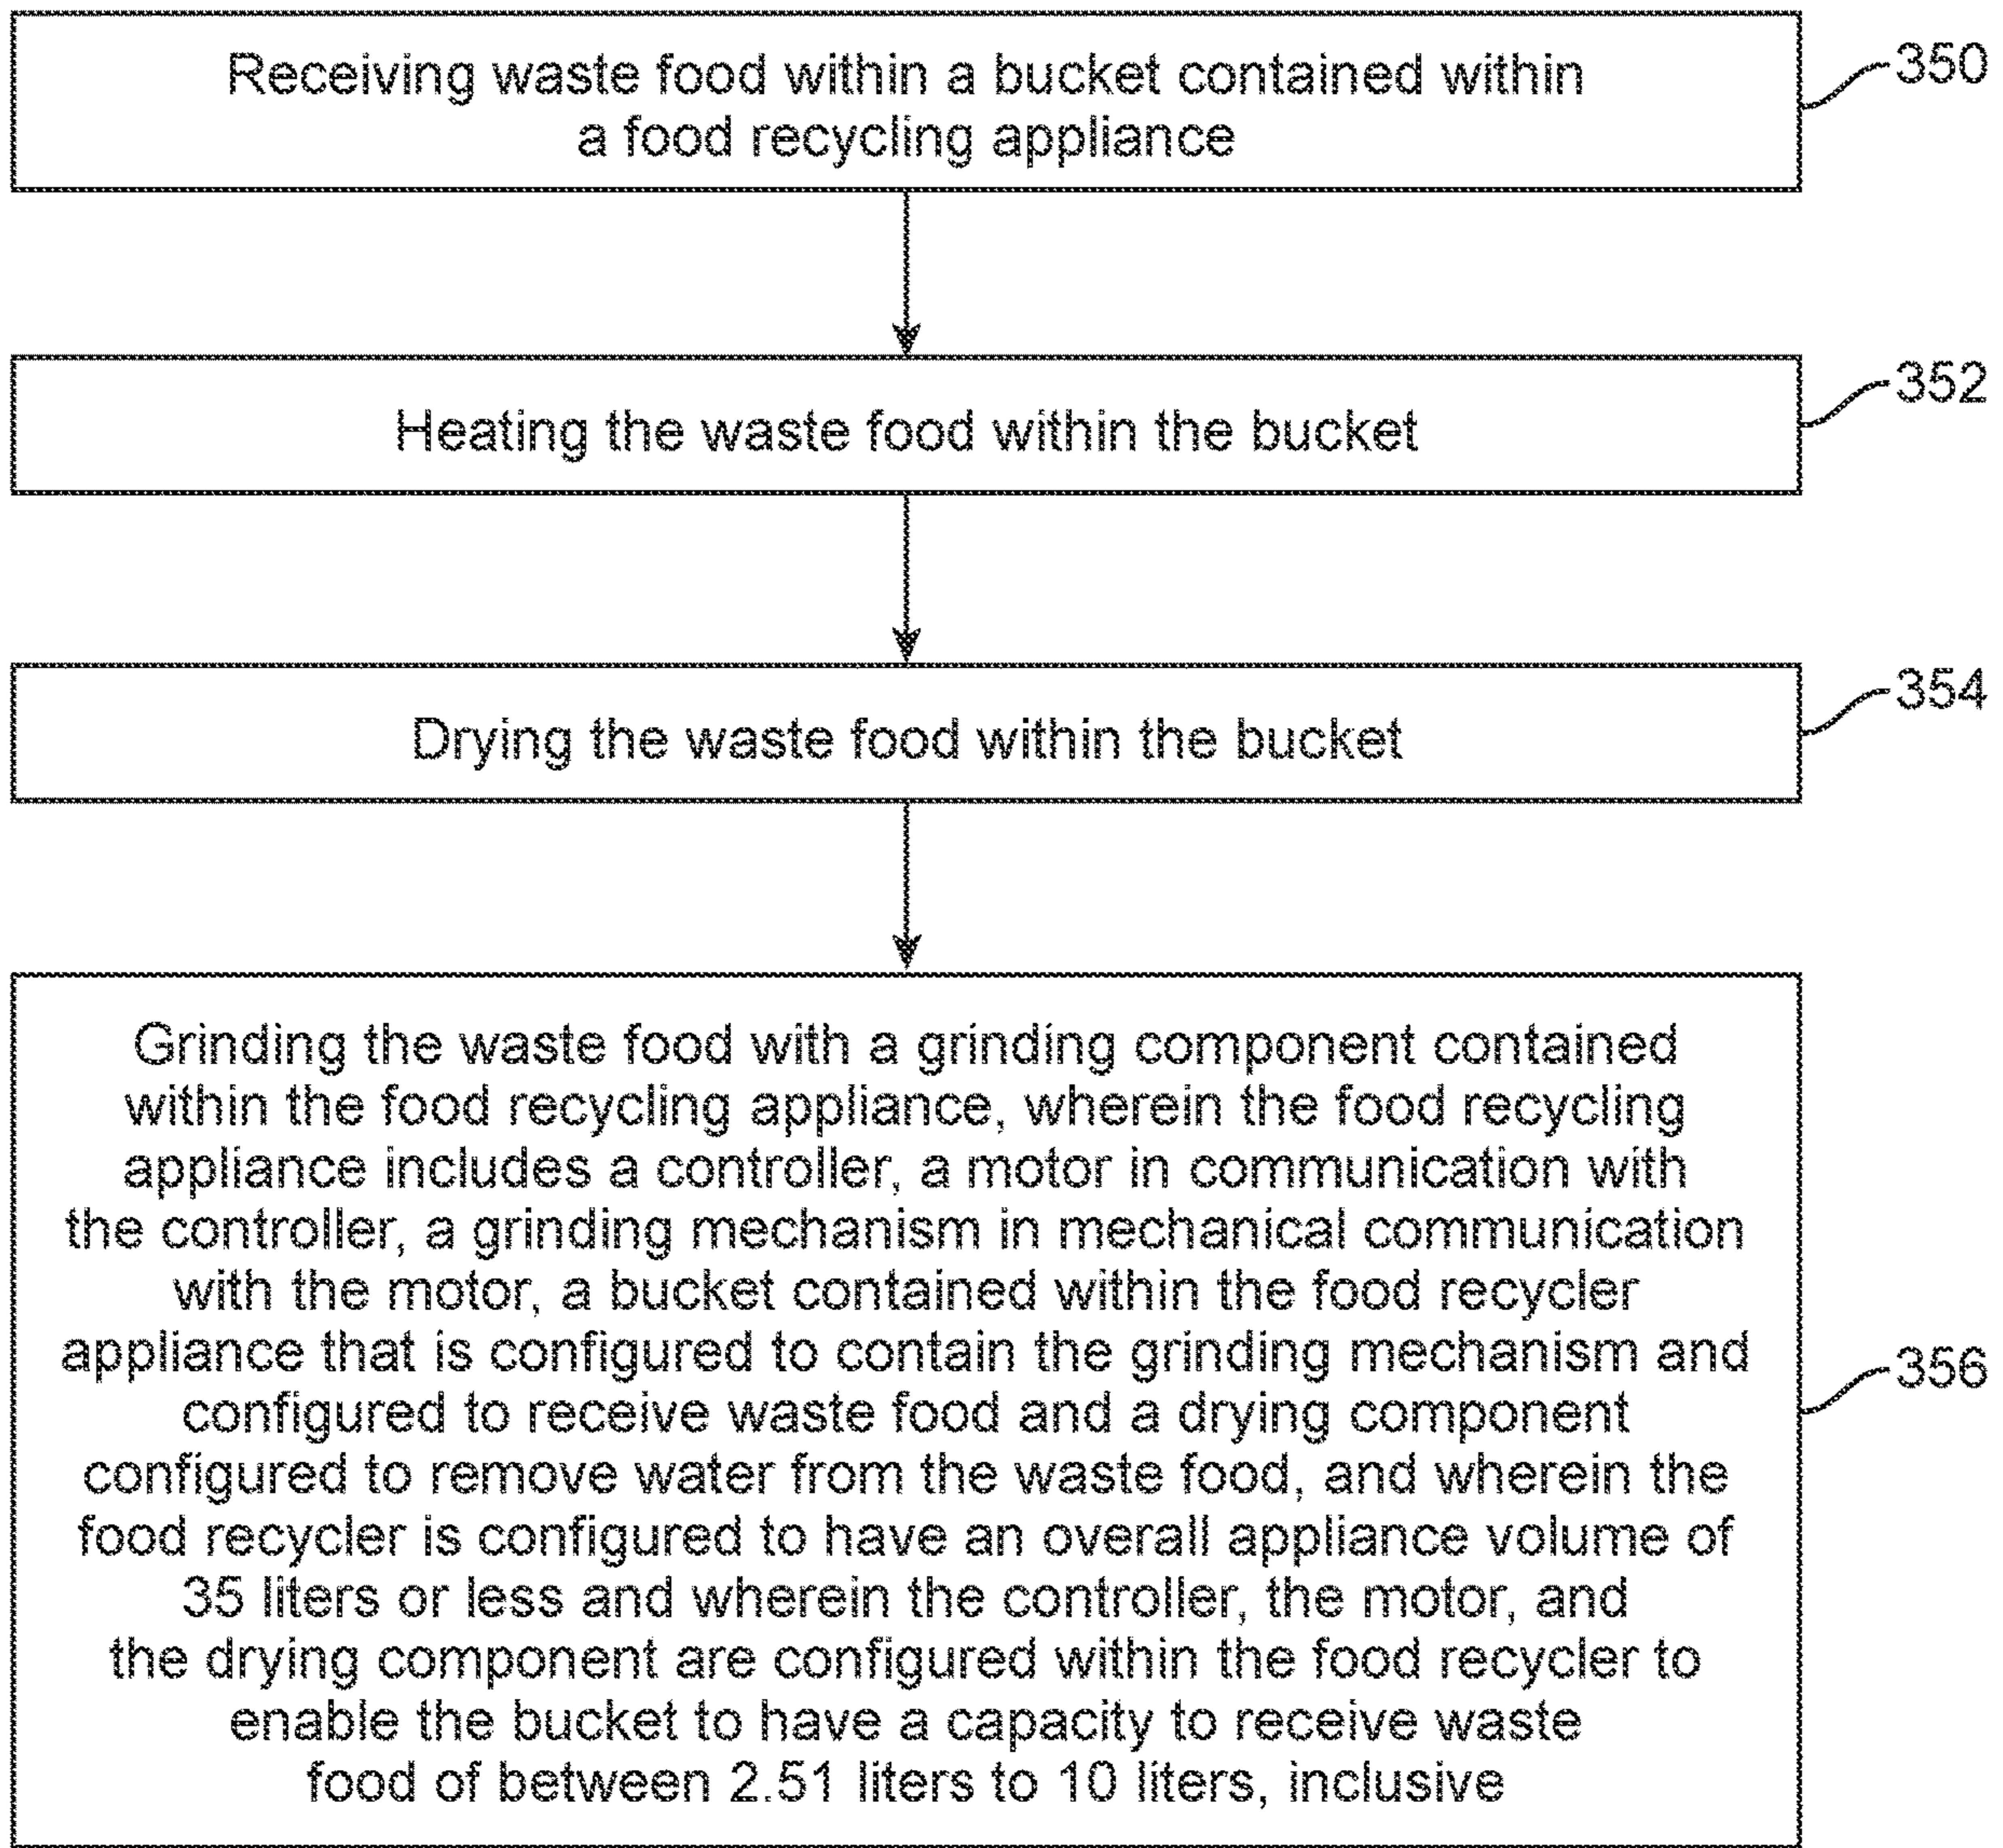 Receiving waste food within a bucket contained within
a food recycling appliance
350
Heating the waste food within the bucket
352
Drying the waste food within the bucket
354
Grinding the waste food with a grinding component contained
within the food recycling appliance, wherein the food recycling
appliance includes a controller, a motor in communication with
the controller, a grinding mechanism in mechanical communication
with the motor, a bucket contained within the food recycler
appliance that is configured to contain the grinding mechanism and
configured to receive waste food and a drying component
configured to remove water from the waste food, and wherein the
food recycler is configured to have an overall appliance volume of
35 liters or less and wherein the controller, the motor, and
the drying component are configured within the food recycler to
enable the bucket to have a capacity to receive waste
food of between 2.51 liters to 10 liters, inclusive
356